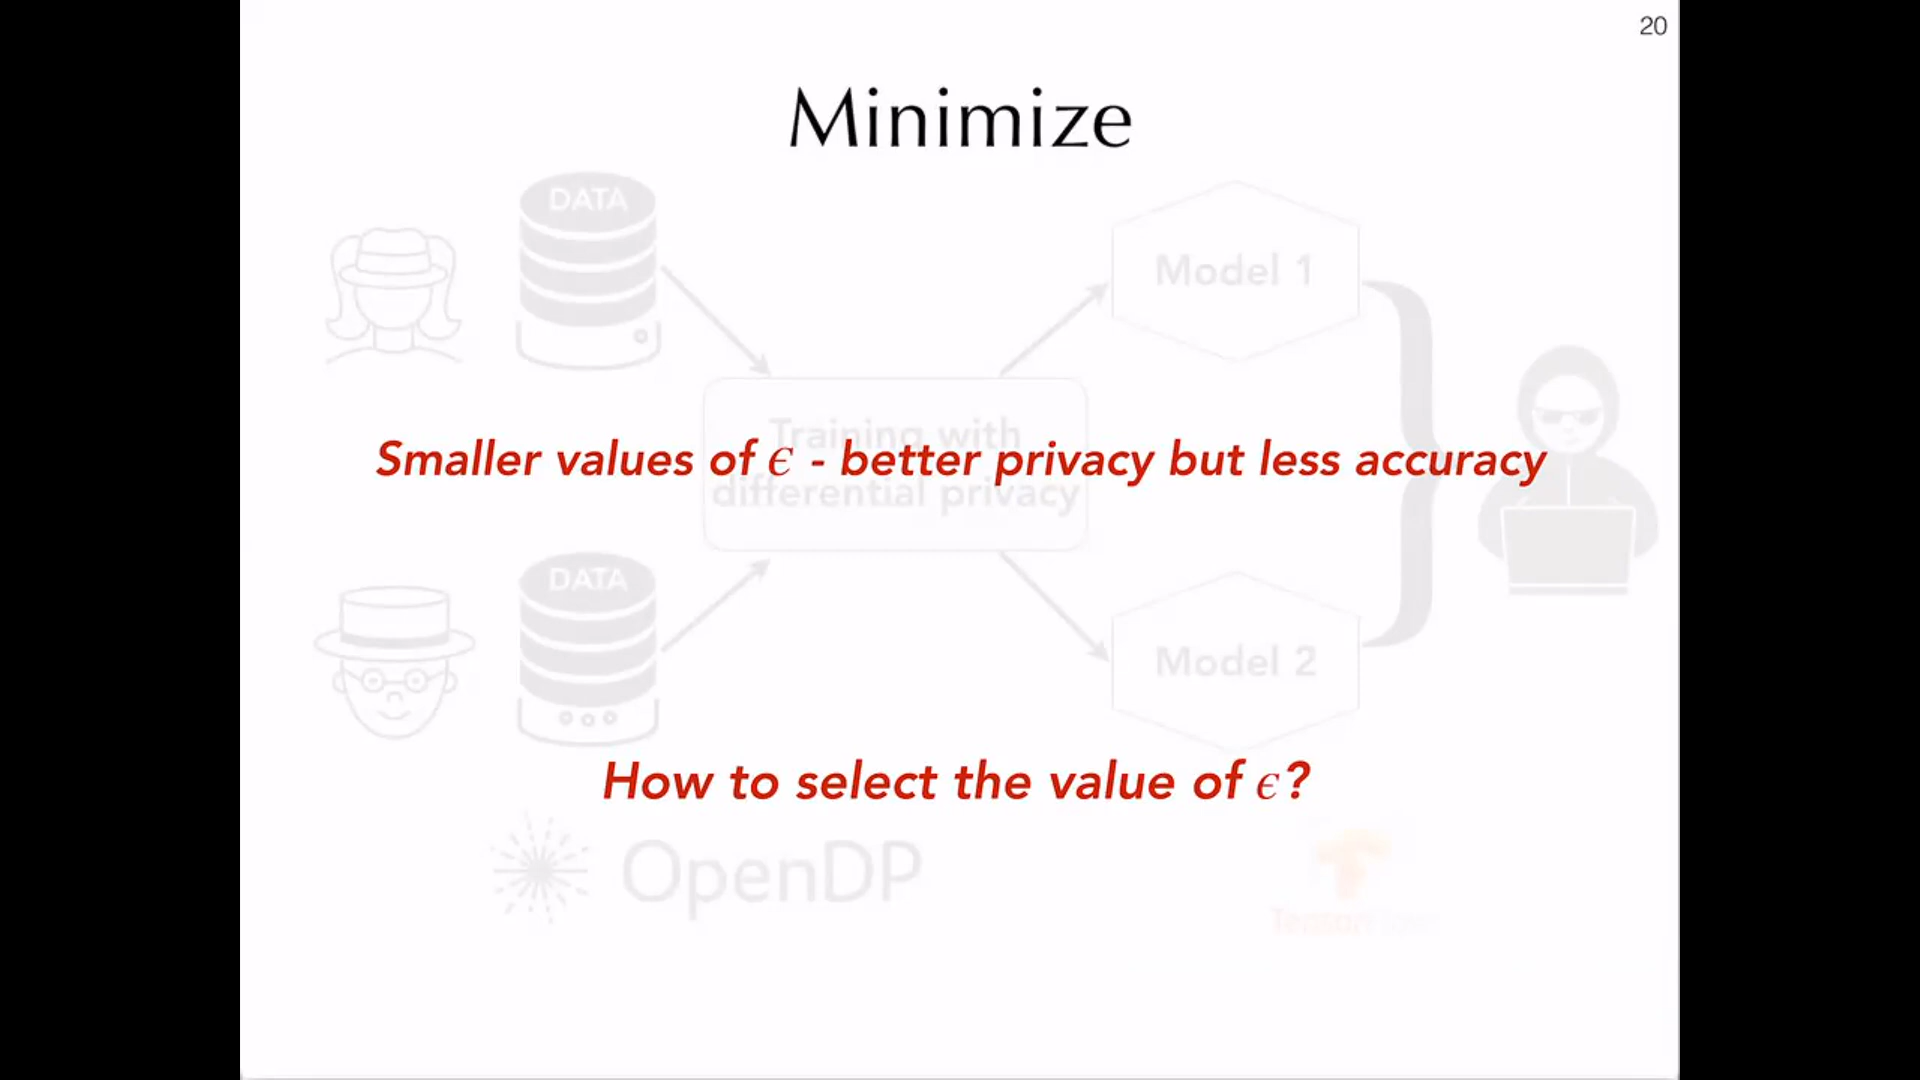 20
Minimize
DATA
Model 1
Training with
Smaller values of ϵ - better privacy but less accuracy
differential privacy
DATA
Model 2
How to select the value of ϵ?
OpenDP